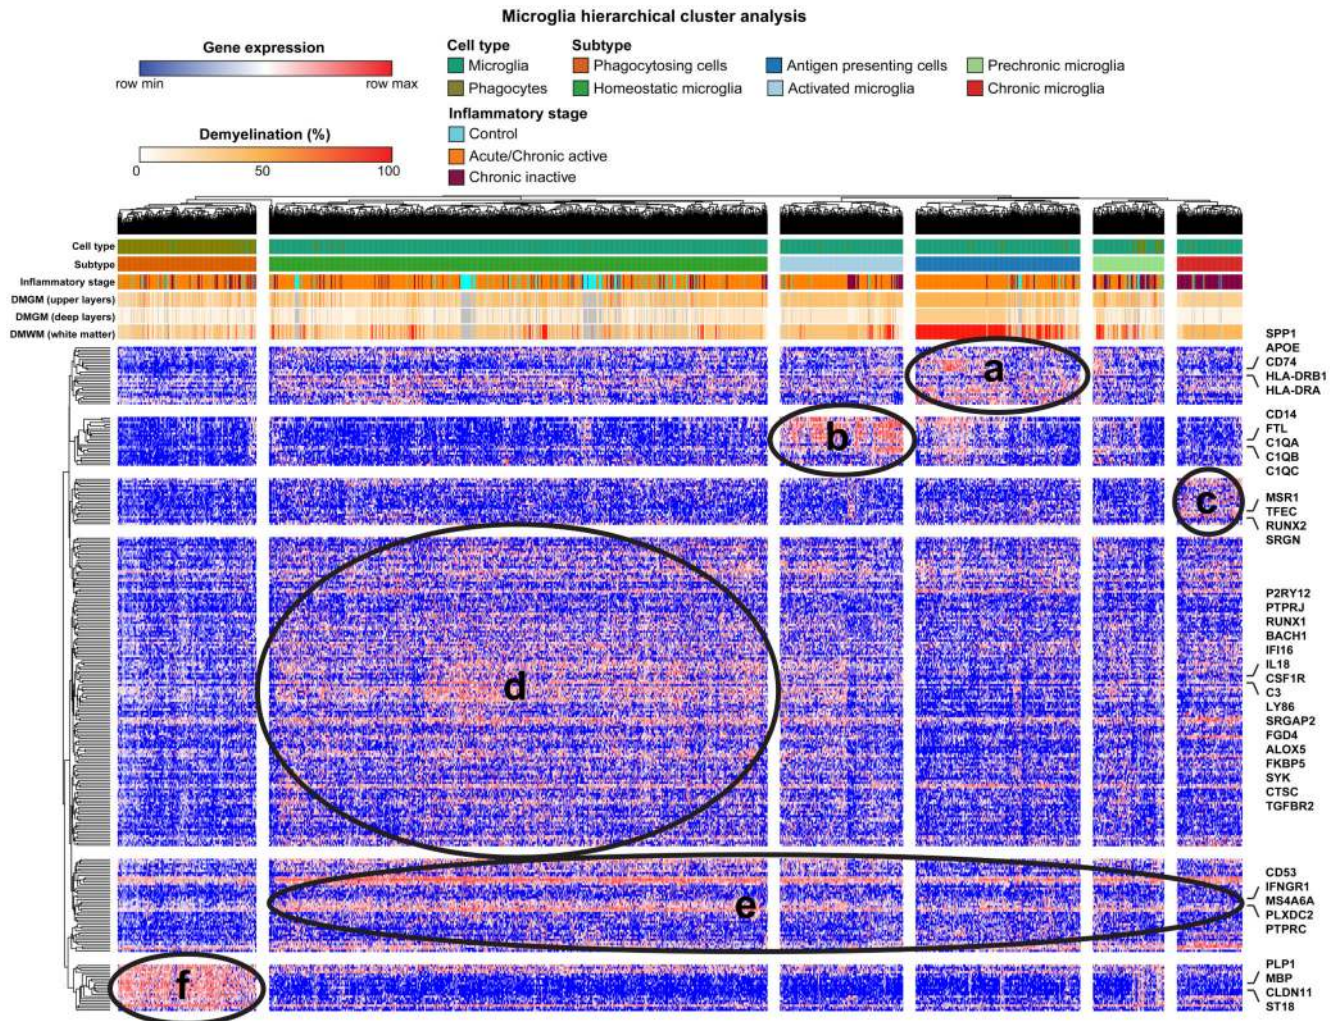 Microglia hierarchical cluster analysis
Gene expression
row min row max
Demyelination (%)
0 50 100
Cell type Subtype
Microglia Phagocytosing cells Antigen presenting cells Prechronic microglia
Phagocytes Homeostatic microglia Activated microglia Chronic microglia
Inflammatory stage
Control
Acute/Chronic active
Chronic inactive
Cell type
Subtype
Inflammatory stage
DMGM (upper layers)
DMGM (deep layers)
DMWM (white matter)
SPP1
APOE
CD74
HLA-DRB1
HLA-DRA
a
CD14
FTL
C1QA
C1QB
C1QC
b
MSR1
TFEC
RUNX2
SRGN
c
P2RY12
PTPRJ
RUNX1
BACH1
IFI16
IL18
CSF1R
C3
LY86
SRGAP2
FGD4
ALOX5
FKBP5
SYK
CTSC
TGFBR2
d
CD53
IFNGR1
MS4A6A
PLXDC2
PTPRC
e
PLP1
MBP
CLDN11
ST18
f